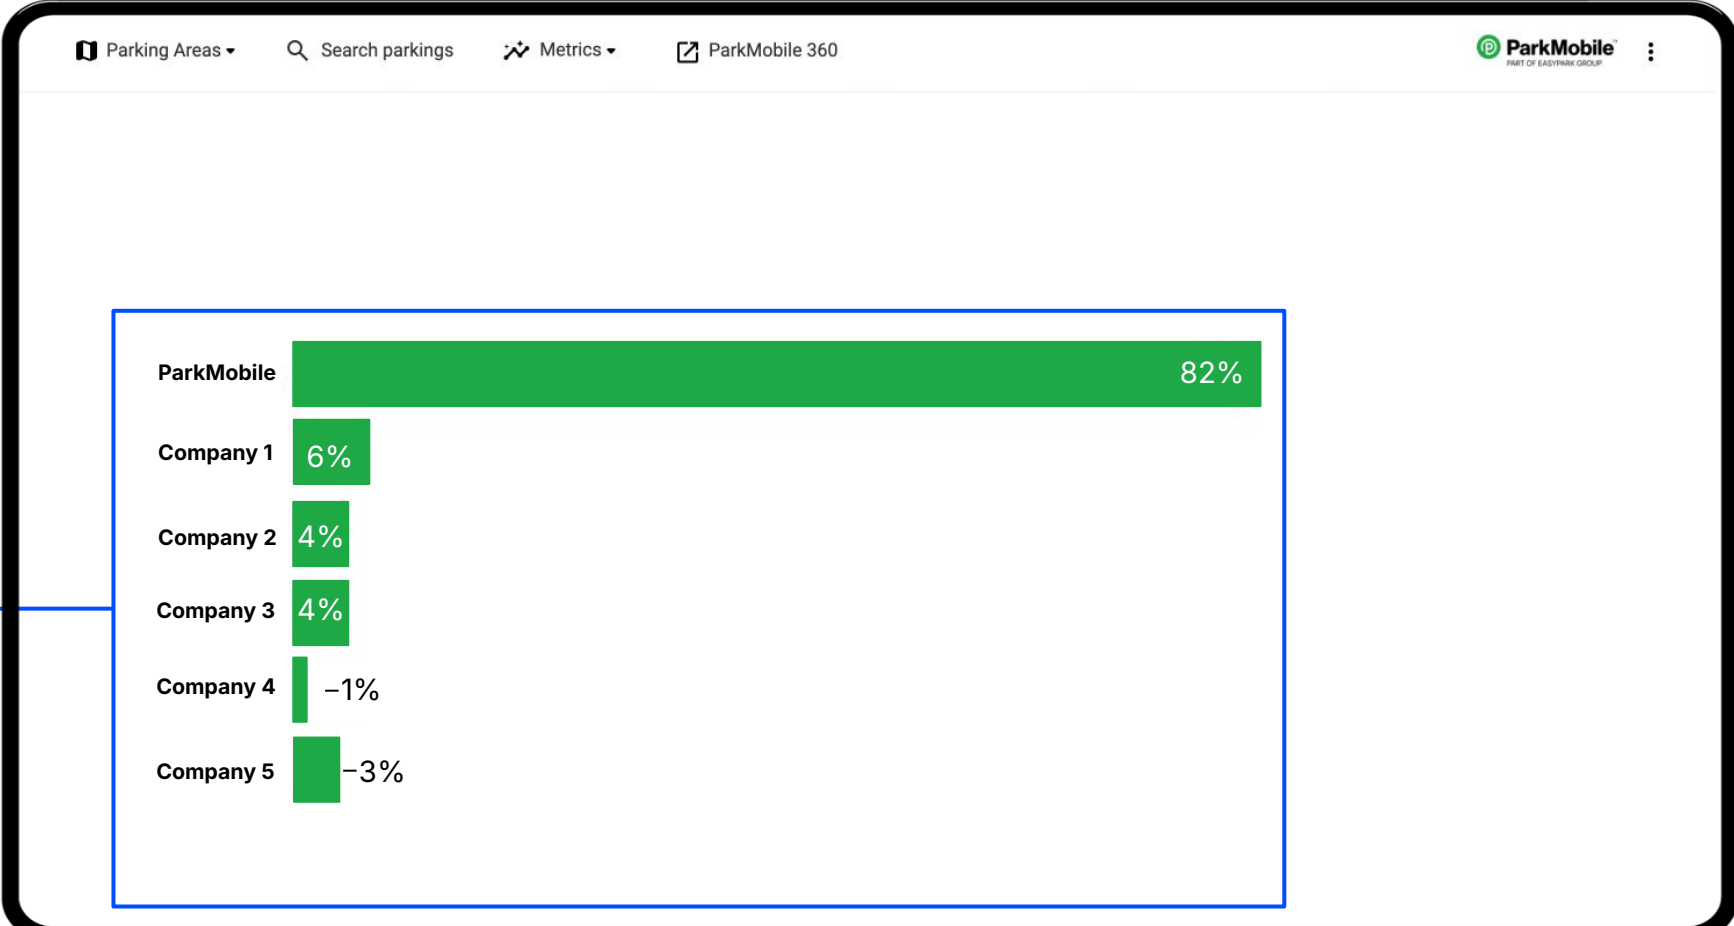 Parking Areas
Search parkings
Metrics
ParkMobile 360
ParkMobile™
PART OF EASYPARK GROUP
ParkMobile 82%
Company 1 6%
Company 2 4%
Company 3 4%
Company 4 –1%
Company 5 –3%